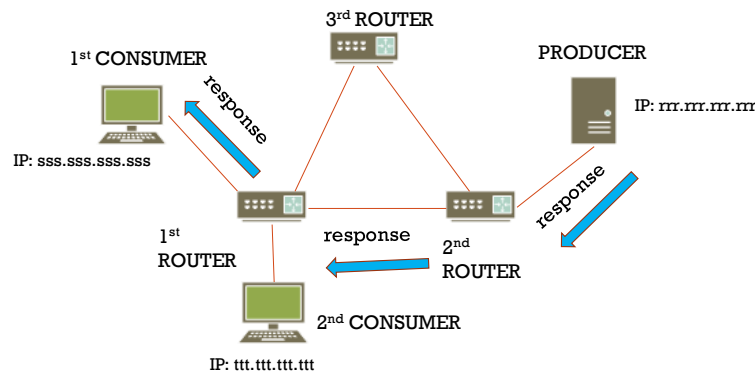 3rd ROUTER
1st CONSUMER
PRODUCER
response
IP: rrr.rrr.rrr.rrr
IP: sss.sss.sss.sss
response
1st
ROUTER
response
2nd
ROUTER
2nd CONSUMER
IP: ttt.ttt.ttt.ttt